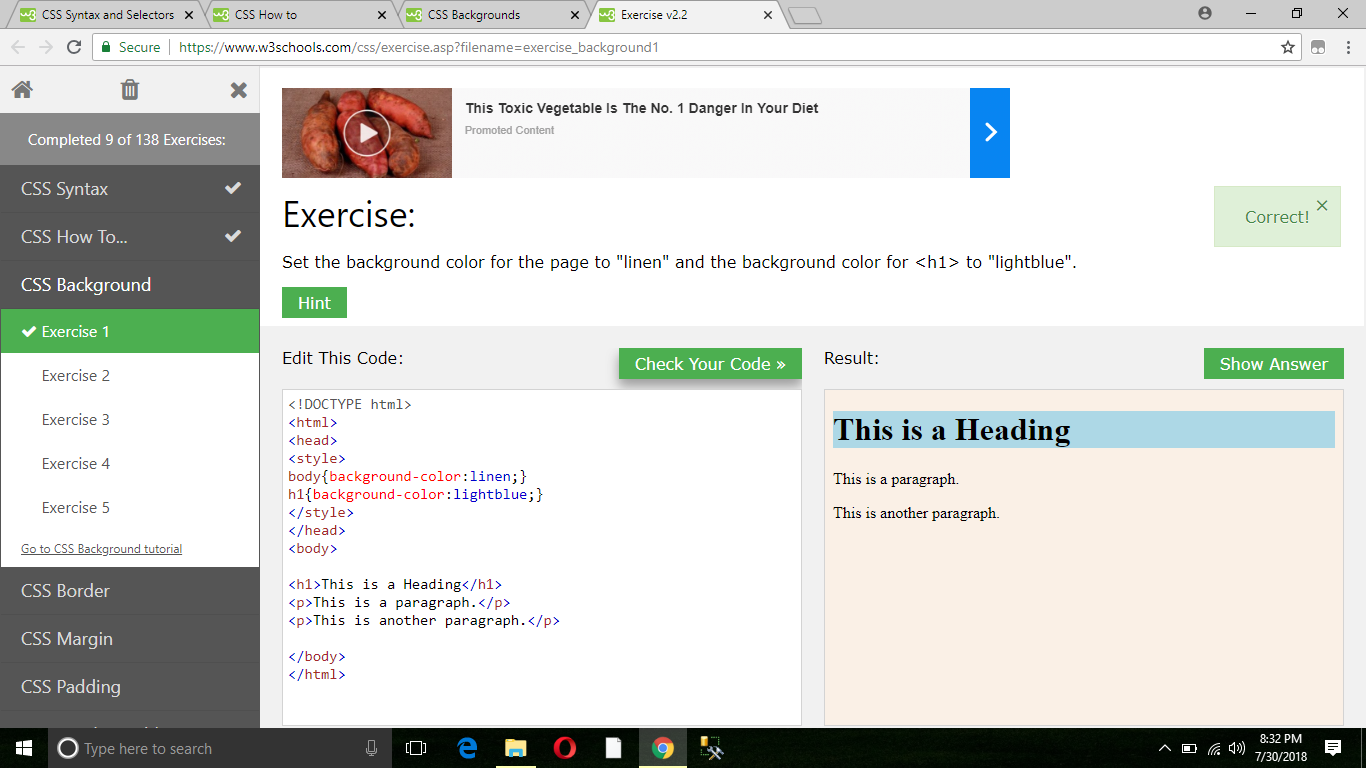 CSS Syntax and Selectors
CSS How to
CSS Backgrounds
Exercise v2.2
Secure
https://www.w3schools.com/css/exercise.asp?filename=exercise_background1
Completed 9 of 138 Exercises:
CSS Syntax
CSS How To...
CSS Background
Exercise 1
Exercise 2
Exercise 3
Exercise 4
Exercise 5
Go to CSS Background tutorial
CSS Border
CSS Margin
CSS Padding
This Toxic Vegetable Is The No. 1 Danger In Your Diet
Promoted Content
Exercise:
Correct!
Set the background color for the page to "linen" and the background color for <h1> to "lightblue".
Hint
Edit This Code:
Check Your Code »
<!DOCTYPE html>
<html>
<head>
<style>
body{background-color:linen;}
h1{background-color:lightblue;}
</style>
</head>
<body>
<h1>This is a Heading</h1>
<p>This is a paragraph.</p>
<p>This is another paragraph.</p>
</body>
</html>
Result:
Show Answer
This is a Heading
This is a paragraph.
This is another paragraph.
Type here to search
8:32 PM
7/30/2018